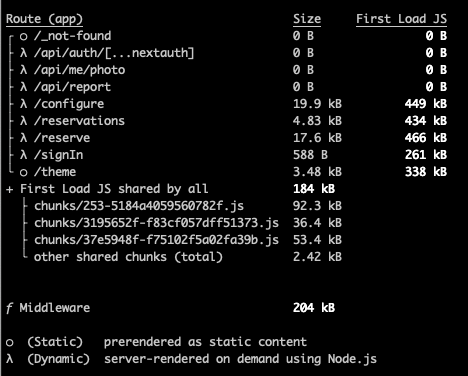 Route (app) Size First Load JS
┌ ○ /_not-found 0 B 0 B
├ λ /api/auth/[...nextauth] 0 B 0 B
├ λ /api/me/photo 0 B 0 B
├ λ /api/report 0 B 0 B
├ λ /configure 19.9 kB 449 kB
├ λ /reservations 4.83 kB 434 kB
├ λ /reserve 17.6 kB 466 kB
├ λ /signIn 588 B 261 kB
└ ○ /theme 3.48 kB 338 kB
+ First Load JS shared by all 184 kB
├ chunks/253-5184a4059560782f.js 92.3 kB
├ chunks/3195652f-f83cf057dff51373.js 36.4 kB
├ chunks/37e5948f-f75102f5a02fa39b.js 53.4 kB
└ other shared chunks (total) 2.42 kB
ƒ Middleware 204 kB
○ (Static) prerendered as static content
λ (Dynamic) server-rendered on demand using Node.js